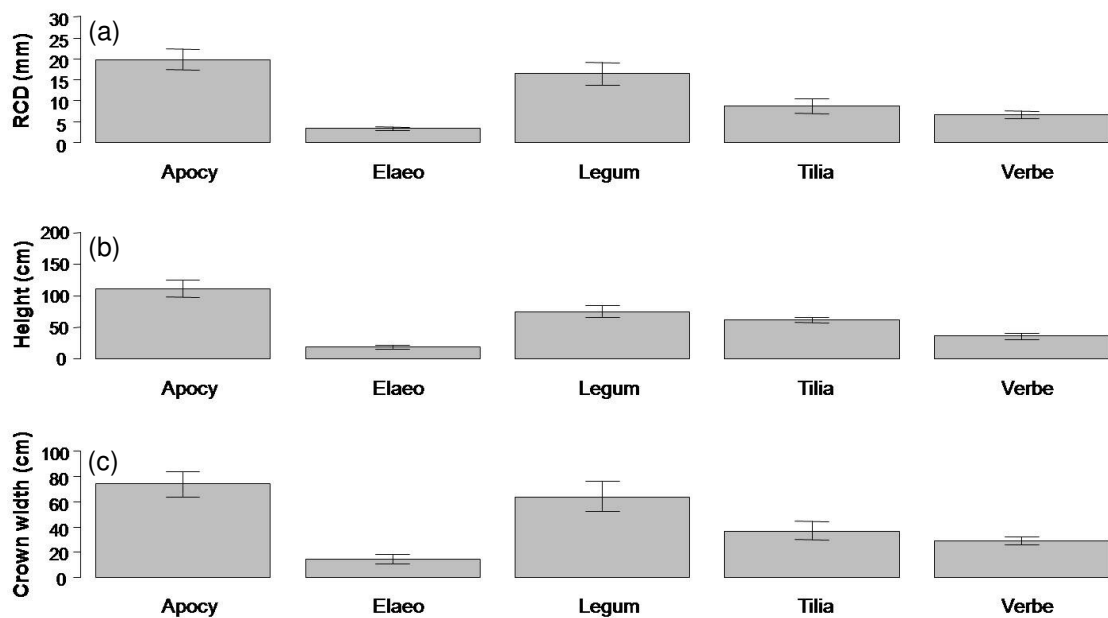 (a)
RCD (mm)
30
25
20
15
10
5
0
Apocy Elaeo Legum Tilia Verbe
(b)
Height (cm)
200
150
100
50
0
Apocy Elaeo Legum Tilia Verbe
(c)
Crown width (cm)
100
80
60
40
20
0
Apocy Elaeo Legum Tilia Verbe